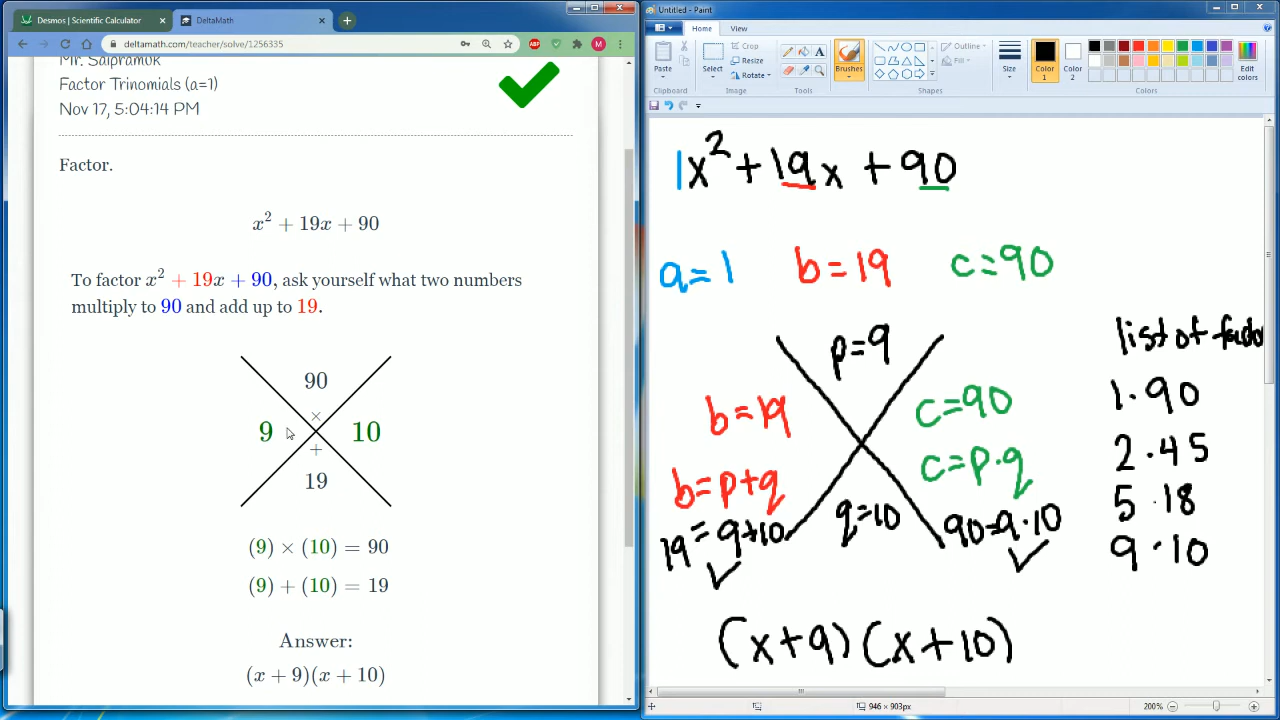 Desmos | Scientific Calculator
DeltaMath
deltamath.com/teacher/solve/1256335
ABP
M
Mr. Saipramuk
Factor Trinomials (a=1)
Nov 17, 5:04:14 PM
Factor.
x² + 19x + 90
To factor x² + 19x + 90, ask yourself what two numbers
multiply to 90 and add up to 19.
90
×
9 10
+
19
(9) × (10) = 90
(9) + (10) = 19
Answer:
(x + 9)(x + 10)
Untitled - Paint
Home View
Paste
Clipboard
Select
Crop
Resize
Rotate
Image
A
Tools
Brushes
Outline
Fill
Shapes
Size
Color 1
Color 2
Edit colors
Colors
1x² + 19x + 90
a = 1 b = 19 c = 90
p = 9
b = 19
c = 90
b = p+q
c = p·q
q = 10
19 = 9+10
90 = 9·10
list of facto
1·90
2·45
5·18
9·10
(x+9)(x+10)
946 × 903px
200%